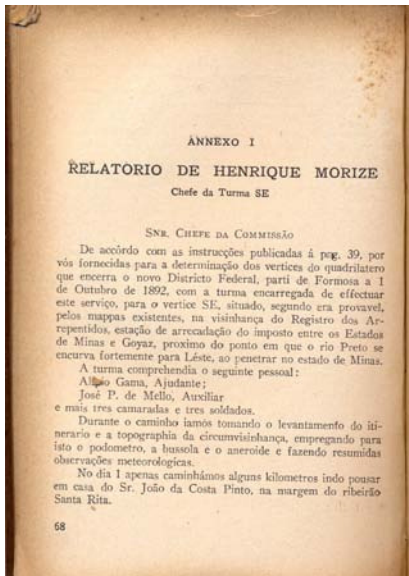 ANNEXO I
RELATÓRIO DE HENRIQUE MORIZE
Chefe da Turma SE
SNR. CHEFE DA COMMISSÃO
De accôrdo com as instrucções publicadas á pag. 39, por
vós fornecidas para a determinação dos vertices do quadrilatero
que encerra o novo Districto Federal, parti de Formosa a 1
de Outubro de 1892, com a turma encarregada de effectuar
este serviço, para o vertice SE, situado, segundo era provavel,
pelos mappas existentes, na visinhança do Registro dos Ar-
rependidos, estação de arrecadação do imposto entre os Estados
de Minas e Goyaz, proximo do ponto em que o rio Preto se
encurva fortemente para Léste, ao penetrar no estado de Minas.
A turma comprehendia o seguinte pessoal:
Gama, Ajudante;
José P. de Mello, Auxiliar
e mais tres camaradas e tres soldados.
Durante o caminho iamós tomando o levantamento do iti-
nerario e a topographia da circumvisinhança, empregando para
isto o podometro, a bussola e o aneroide e fazendo resumidas
observações meteorologicas.
No dia 1 apenas caminhámos alguns kilometros indo pousar
em casa do Sr. João da Costa Pinto, na margem do ribeirão
Santa Rita.
68